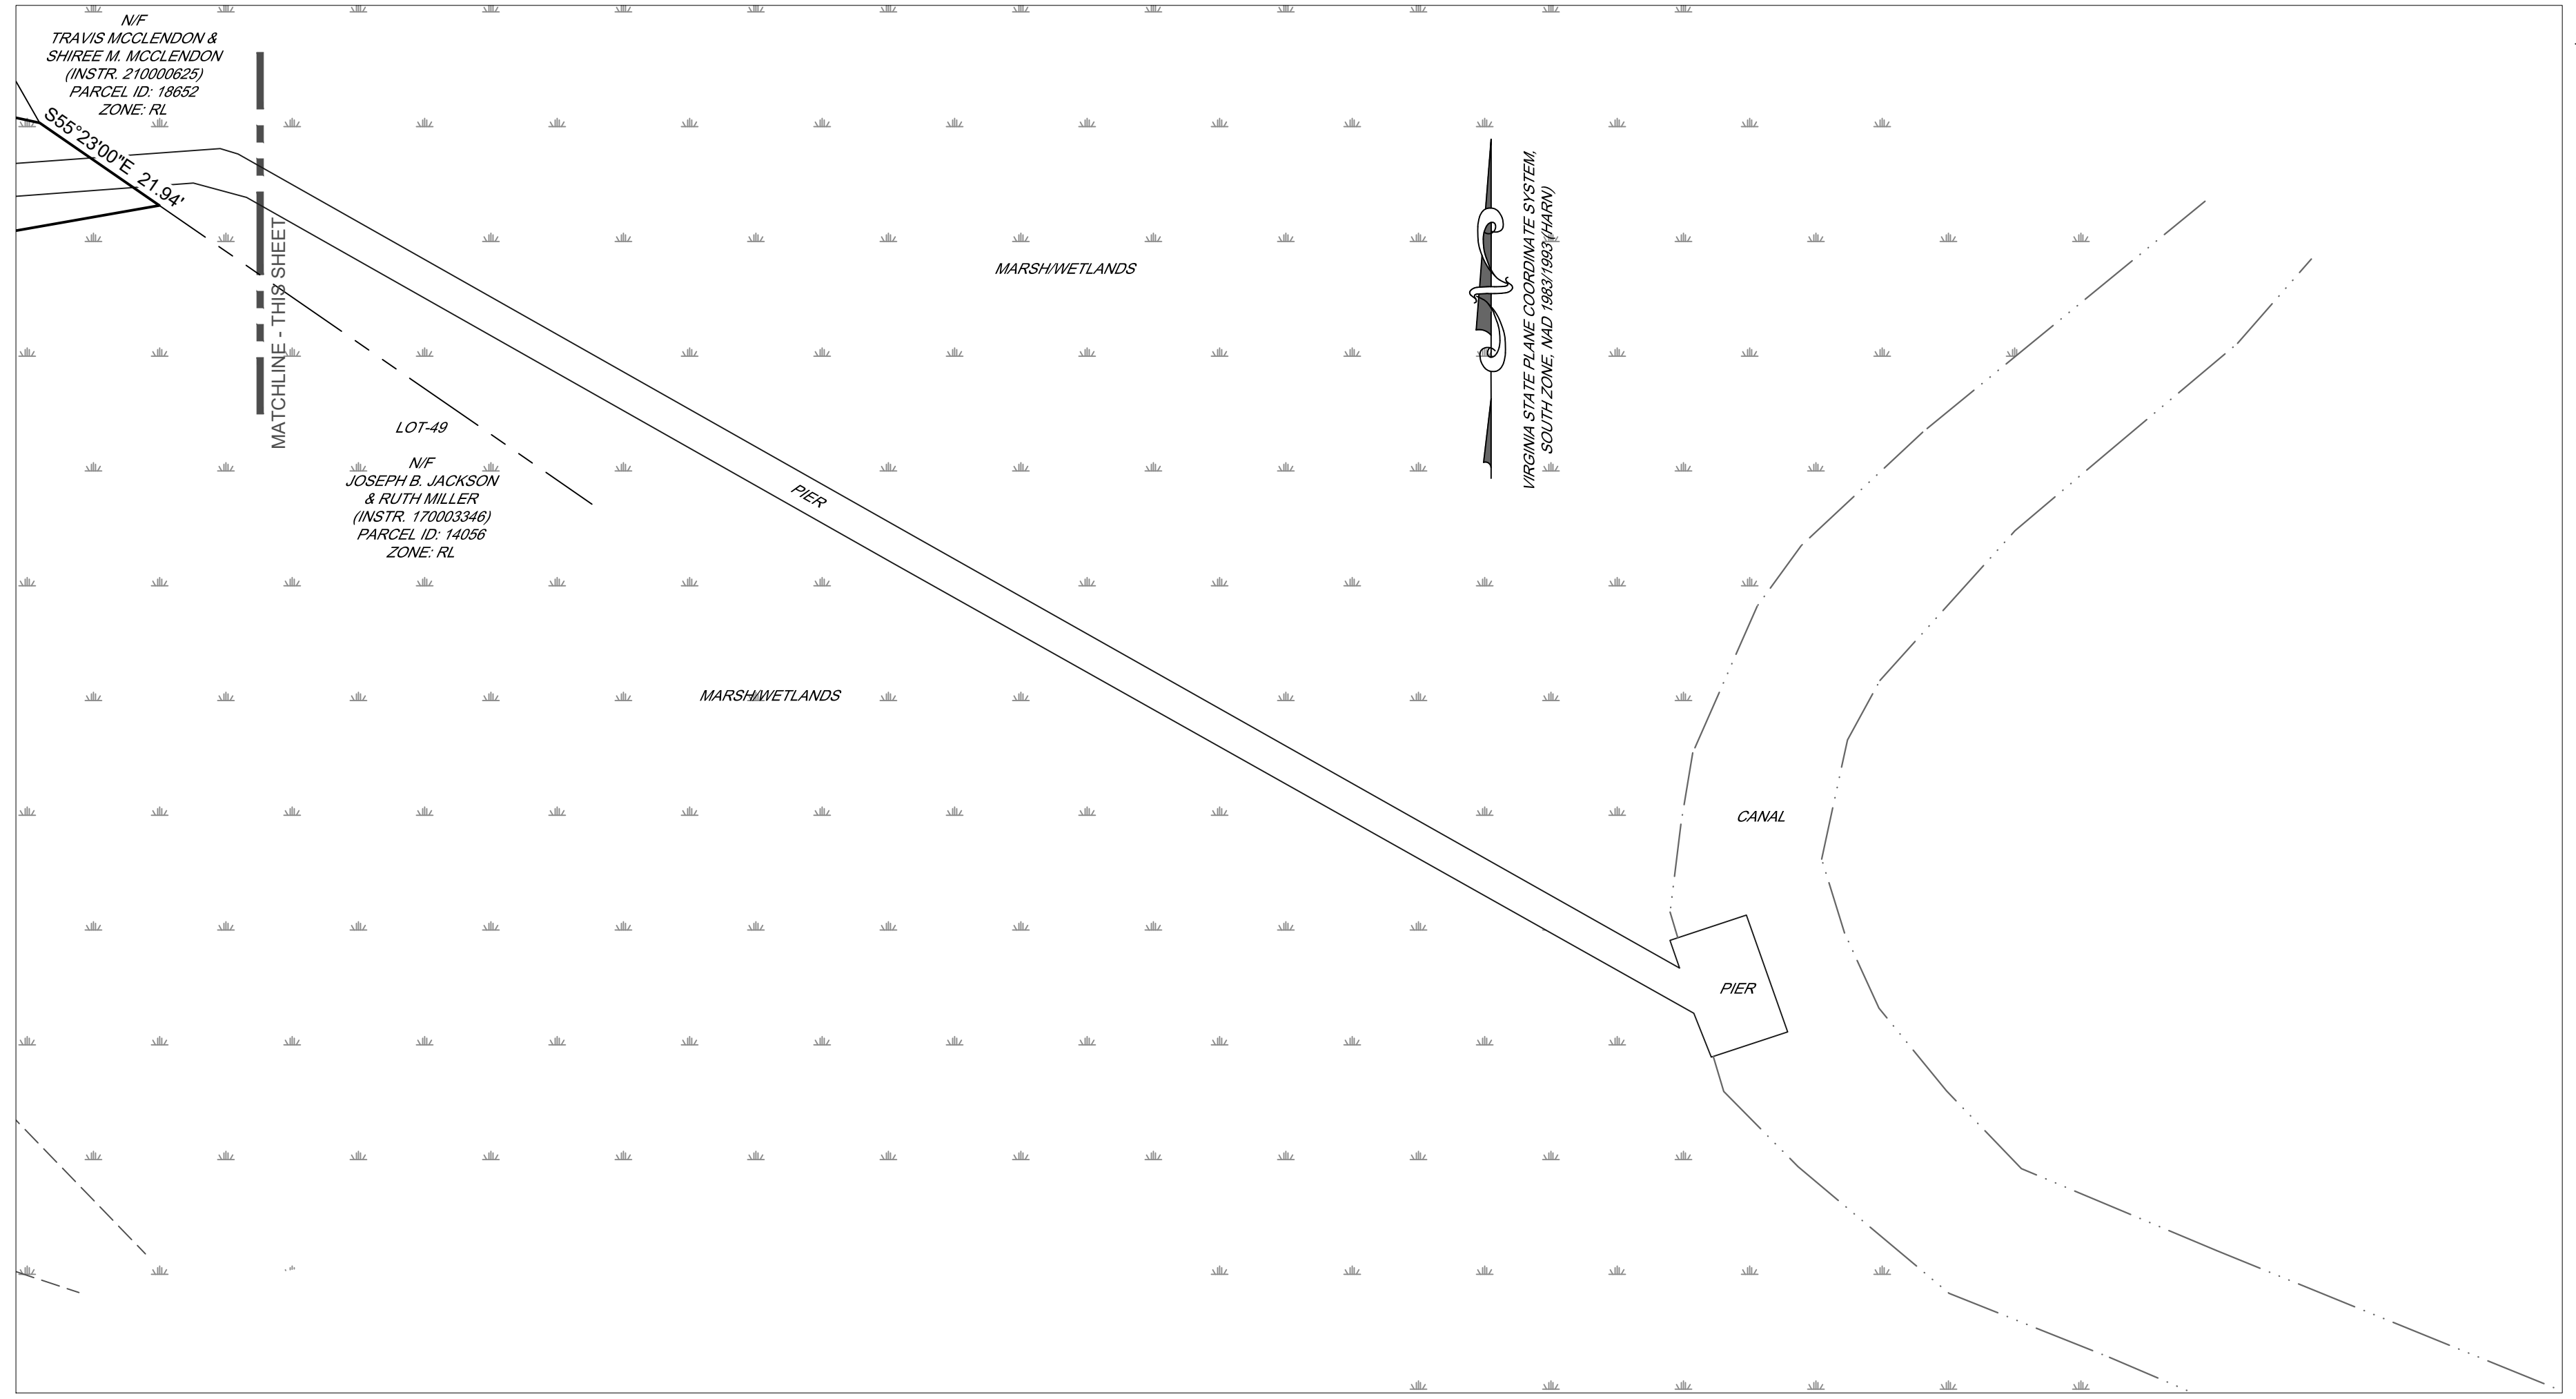 N/F
TRAVIS MCCLENDON &
SHIREE M. MCCLENDON
(INSTR. 210000625)
PARCEL ID: 18652
ZONE: RL
S55°23'00"E 21.94'
MATCHLINE - THIS SHEET
MARSH/WETLANDS
VIRGINIA STATE PLANE COORDINATE SYSTEM,
SOUTH ZONE, NAD 1983/1993 (HARN)
LOT-49
N/F
JOSEPH B. JACKSON
& RUTH MILLER
(INSTR. 170003346)
PARCEL ID: 14056
ZONE: RL
PIER
MARSH/WETLANDS
CANAL
PIER